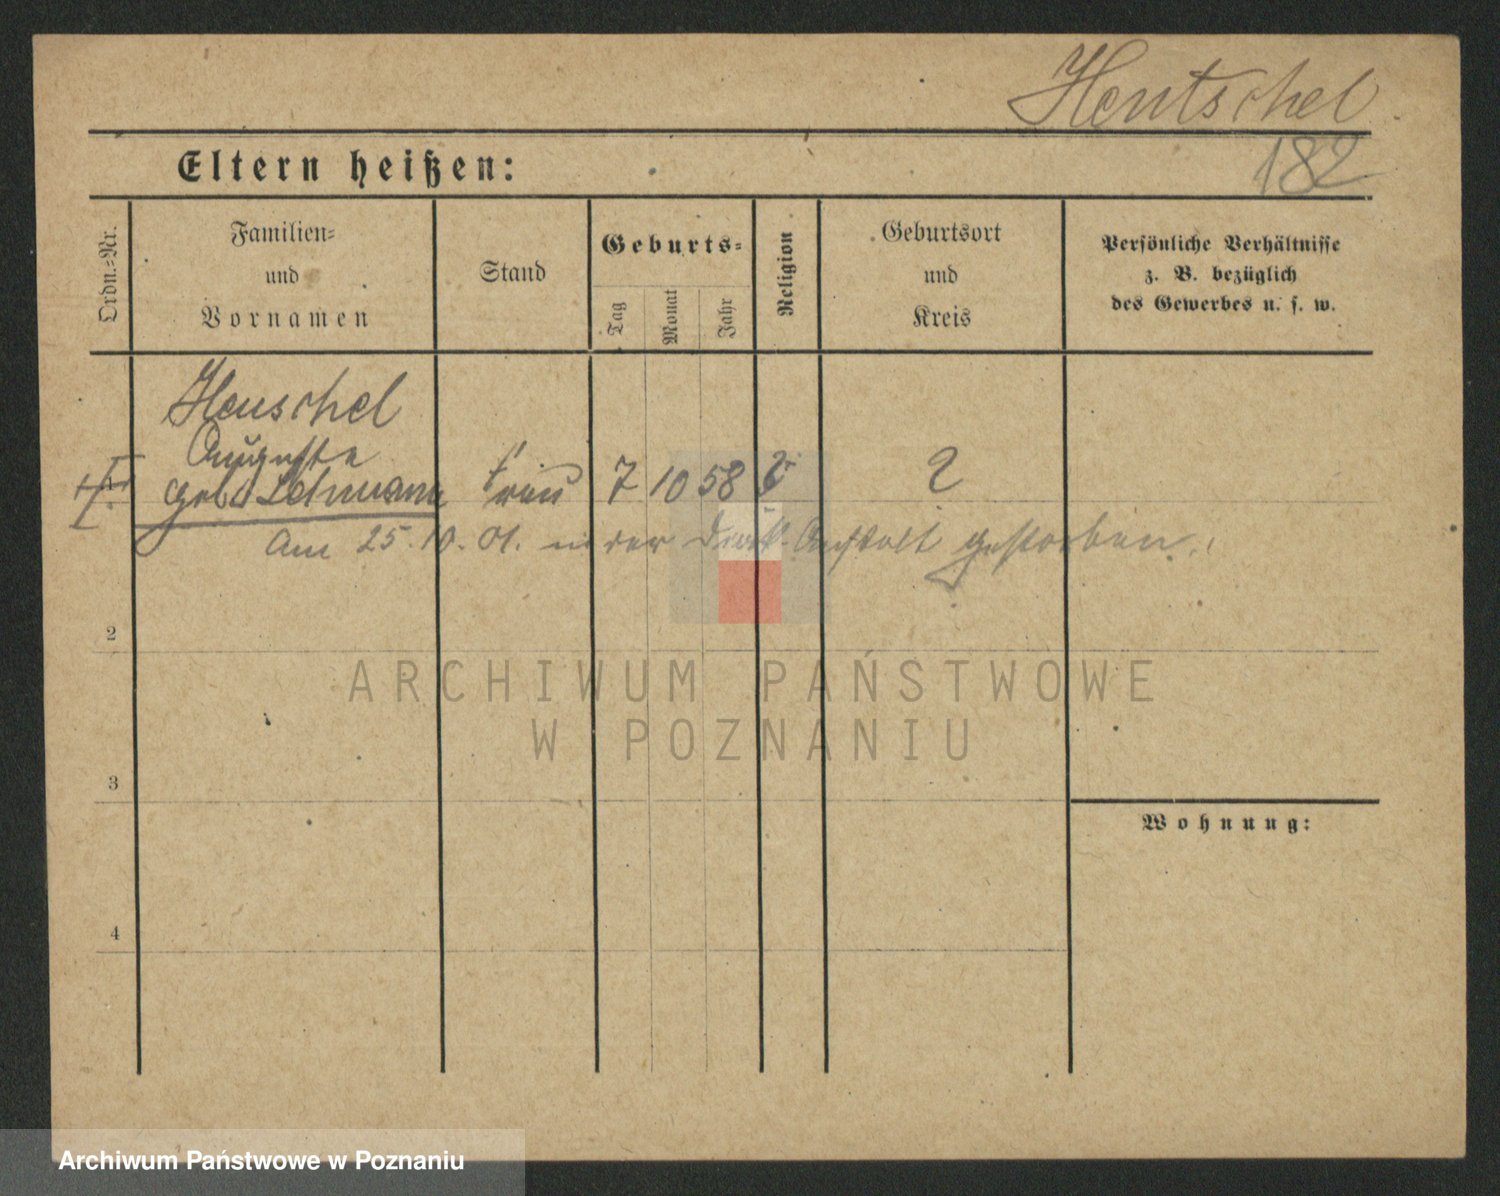 Hentschel
182
Eltern heißen:
Ordn.-Nr.
Familien-
und
Vornamen
Stand
Geburts-
Tag
Monat
Jahr
Religion
Geburtsort
und
Kreis
Persönliche Verhältnisse
z. B. bezüglich
des Gewerbes u. s. w.
Henschel
Auguste
geb. Lehmann
Frau
7
10
58
?
Am 25. 10. 01. in der Anstalt gestorben.
2
3
4
Wohnung:
ARCHIWUM PAŃSTWOWE
W POZNANIU
Archiwum Państwowe w Poznaniu